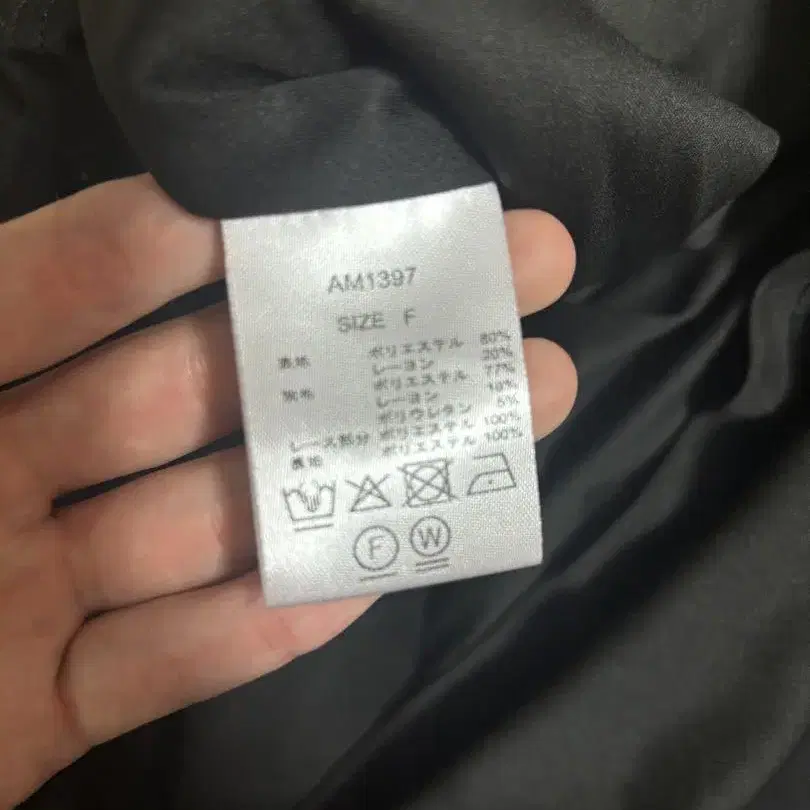 AM1397
SIZE F
表地 ポリエステル 80%
レーヨン 20%
ポリエステル 77%
レーヨン 18%
ポリウレタン 5%
レース部分 ポリエステル 100%
裏地 ポリエステル 100%
F W